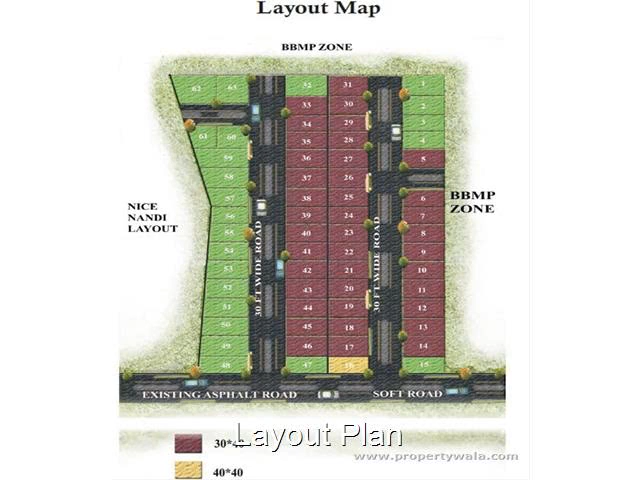 Layout Map
BBMP ZONE
62 63 32 31 1
33 30 2
34 29 3
61 60 35 28 4
59 36 27 5
58 37 26
57 38 25 6
56 39 24 7
55 40 23 8
54 41 22 9
53 42 21 10
52 43 20 11
51 44 19 12
50 45 18 13
49 46 17 14
48 47 16 15
NICE
NANDI
LAYOUT
30 FT WIDE ROAD
30 FT WIDE ROAD
BBMP
ZONE
EXISTING ASPHALT ROAD SOFT ROAD
30*40
Layout Plan
www.propertywala.com
40*40